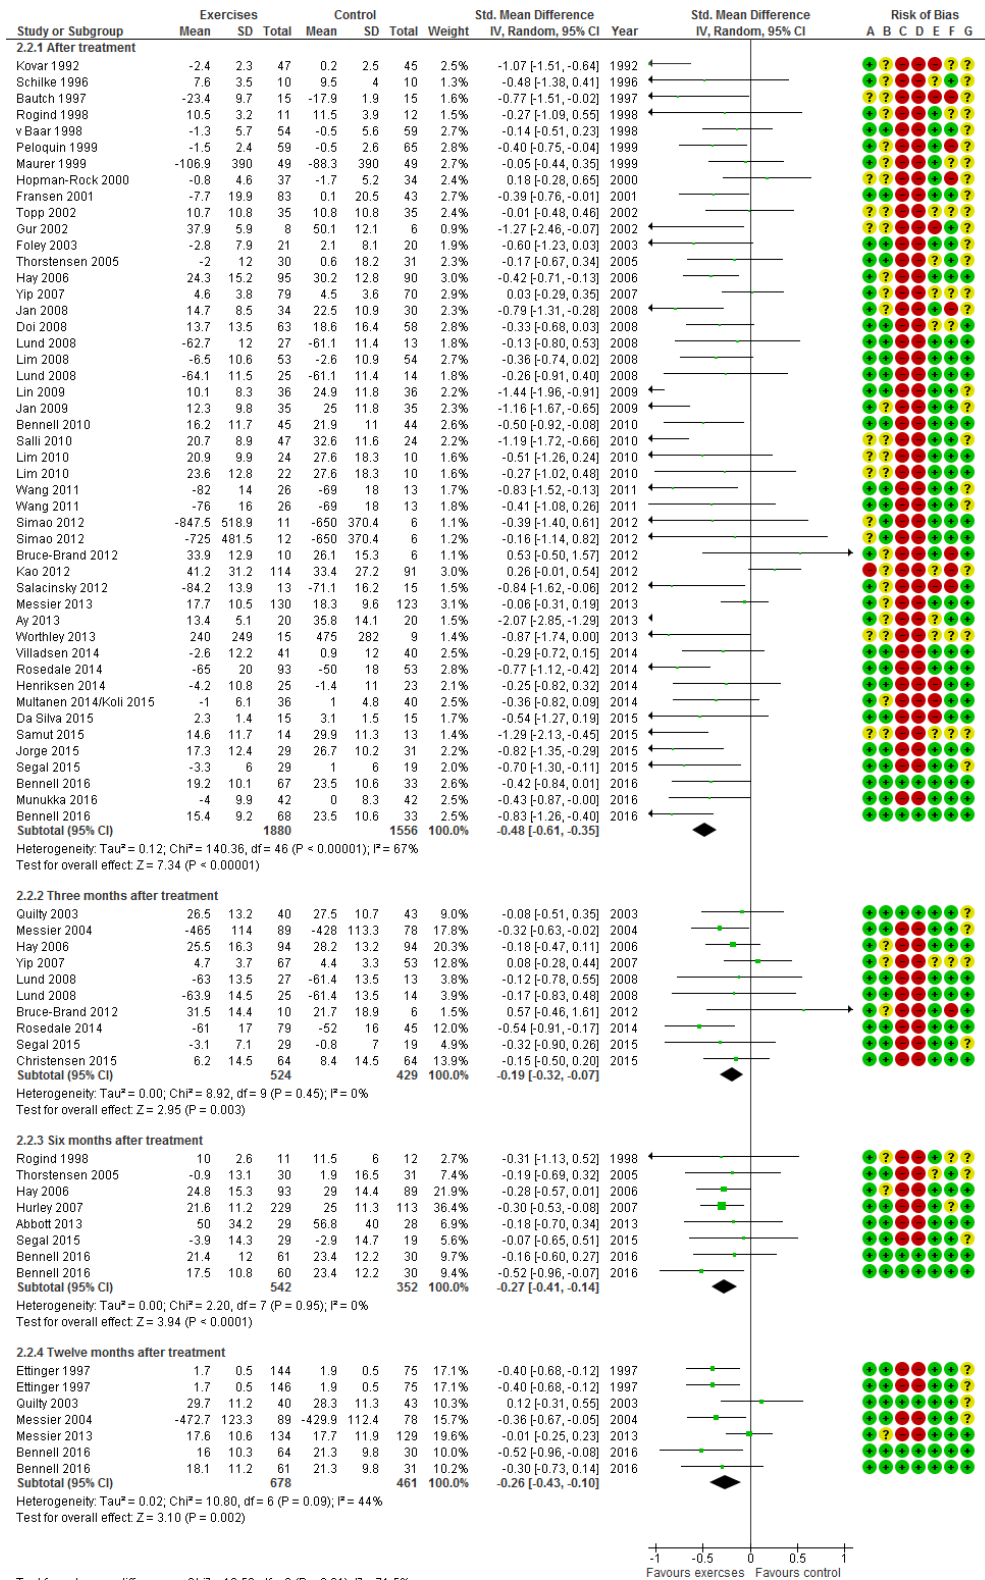 Exercises Control Std. Mean Difference Std. Mean Difference Risk of Bias
Study or Subgroup Mean SD Total Mean SD Total Weight IV, Random, 95% CI Year IV, Random, 95% CI A B C D E F G
2.2.1 After treatment
Kovar 1992 -2.4 2.3 47 0.2 2.5 45 2.5% -1.07 [-1.51, -0.64] 1992 + ? - - - ? ?
Schilke 1996 7.6 3.5 10 9.5 4 10 1.3% -0.48 [-1.38, 0.41] 1996 + ? - - ? + ?
Bautch 1997 -23.4 9.7 15 -17.9 1.9 15 1.6% -0.77 [-1.51, -0.02] 1997 ? ? - - - - ?
Rogind 1998 10.5 3.2 11 11.5 3.9 12 1.4% -0.27 [-1.09, 0.55] 1998 + ? - - + ? ?
v Baar 1998 -1.3 5.7 54 -0.5 5.6 59 2.7% -0.14 [-0.51, 0.23] 1998 + + - - + + +
Peloquin 1999 -1.5 2.4 59 -0.5 2.6 65 2.7% -0.40 [-0.75, -0.04] 1999 + ? - - + - ?
Maurer 1999 -106.9 390 49 -88.3 390 49 2.6% -0.05 [-0.44, 0.35] 1999 + ? - - + ? ?
Hopman-Rock 2000 -0.8 4.6 37 -1.7 5.2 34 2.4% 0.18 [-0.28, 0.65] 2000 ? ? - - + - ?
Fransen 2001 -7.7 19.9 83 0.1 20.5 43 2.6% -0.39 [-0.76, -0.01] 2001 + + - - + + +
Topp 2002 10.7 10.8 35 10.8 10.8 35 2.4% -0.01 [-0.48, 0.46] 2002 ? ? - - ? ? ?
Gur 2002 37.9 5.9 8 50.1 12.1 6 0.9% -1.27 [-2.46, -0.07] 2002 ? ? - - - + ?
Foley 2003 -2.8 7.9 21 2.1 8.1 20 1.9% -0.60 [-1.23, 0.03] 2003 + + - - + + ?
Thorstensen 2005 -2 12 30 0.6 18.2 31 2.3% -0.17 [-0.67, 0.34] 2005 + + - - ? + ?
Hay 2006 24.3 15.2 95 30.2 12.8 90 2.9% -0.42 [-0.71, -0.13] 2006 + ? - - + + +
Yip 2007 4.6 3.8 79 4.5 3.6 70 2.8% 0.03 [-0.29, 0.35] 2007 + + - - ? ? ?
Jan 2008 14.7 8.5 34 22.5 10.9 30 2.2% -0.79 [-1.31, -0.28] 2008 + ? - - + - ?
Doi 2008 13.7 13.5 63 18.6 16.4 58 2.7% -0.33 [-0.68, 0.03] 2008 + + - - ? ? +
Lund 2008 -62.7 12 27 -61.1 11.4 13 1.8% -0.13 [-0.80, 0.53] 2008 + + - - + + +
Lim 2008 -6.5 10.6 53 -2.6 10.9 54 2.6% -0.36 [-0.74, 0.02] 2008 + + - - + + +
Lund 2008 -64.1 11.5 25 -61.1 11.4 14 1.8% -0.26 [-0.91, 0.40] 2008 + + - - + + +
Lin 2009 10.1 8.3 36 24.9 11.8 36 2.2% -1.44 [-1.96, -0.91] 2009 + + - - + + ?
Jan 2009 12.3 9.8 35 25 11.8 35 2.3% -1.16 [-1.67, -0.65] 2009 + ? - - + + ?
Bennell 2010 16.2 11.7 45 21.9 11 44 2.5% -0.50 [-0.92, -0.08] 2010 + + - - + + +
Salli 2010 20.7 8.9 47 32.6 11.6 24 2.2% -1.19 [-1.72, -0.66] 2010 ? ? - - + + ?
Lim 2010 20.9 9.9 24 27.6 18.3 10 1.6% -0.51 [-1.26, 0.24] 2010 ? ? - - + + +
Lim 2010 23.6 12.8 22 27.6 18.3 10 1.6% -0.27 [-1.02, 0.48] 2010 ? ? - - + + +
Wang 2011 -82 14 26 -69 18 13 1.7% -0.83 [-1.52, -0.13] 2011 + + - - + + ?
Wang 2011 -76 16 26 -69 18 13 1.8% -0.41 [-1.08, 0.26] 2011 + + - - + + ?
Simao 2012 -847.5 518.9 11 -650 370.4 6 1.1% -0.39 [-1.40, 0.61] 2012 ? + - - + + +
Simao 2012 -725 481.5 12 -650 370.4 6 1.1% -0.16 [-1.14, 0.82] 2012 ? + - - + + +
Bruce-Brand 2012 33.9 12.9 10 26.1 15.3 6 1.1% 0.53 [-0.50, 1.57] 2012 + ? - - + - +
Kao 2012 41.2 31.2 114 33.4 27.2 91 2.9% 0.26 [-0.01, 0.54] 2012 - ? - - ? - ?
Salacinsky 2012 -84.2 13.9 13 -71.1 16.2 15 1.5% -0.84 [-1.62, -0.06] 2012 + ? - - - - +
Messier 2013 17.7 10.5 130 18.3 9.6 123 3.1% -0.06 [-0.31, 0.19] 2013 + ? - - + + +
Ay 2013 13.4 5.1 20 35.8 14.1 20 1.5% -2.07 [-2.85, -1.29] 2013 + ? - - ? + +
Worthley 2013 240 249 15 475 282 9 1.4% -0.87 [-1.74, 0.00] 2013 ? ? - - ? ? ?
Villadsen 2014 -2.6 12.2 41 0.9 12 40 2.5% -0.29 [-0.72, 0.15] 2014 + + - - + + +
Rosedale 2014 -65 20 93 -50 18 53 2.7% -0.77 [-1.12, -0.42] 2014 + + - - + + +
Henriksen 2014 -4.2 10.8 25 -1.4 11 23 2.1% -0.25 [-0.82, 0.32] 2014 + + - - - + +
Multanen 2014/Koli 2015 -1 6.1 36 1 4.8 40 2.4% -0.36 [-0.82, 0.09] 2014 + ? - - - + +
Da Silva 2015 2.3 1.4 15 3.1 1.5 15 1.6% -0.54 [-1.27, 0.19] 2015 + + - - - + +
Samut 2015 14.6 11.7 14 29.9 11.3 13 1.4% -1.29 [-2.13, -0.45] 2015 ? ? - - ? ? ?
Jorge 2015 17.3 12.4 29 26.7 10.2 31 2.2% -0.82 [-1.35, -0.29] 2015 + + - - + + +
Segal 2015 -3.3 6 29 1 6 19 2.0% -0.70 [-1.30, -0.11] 2015 + + - - + + ?
Bennell 2016 19.2 10.1 67 23.5 10.6 33 2.5% -0.42 [-0.84, 0.01] 2016 + + + + + + +
Munukka 2016 -4 9.9 42 0 8.3 42 2.5% -0.43 [-0.87, -0.00] 2016 + + - - + + +
Bennell 2016 15.4 9.2 68 23.5 10.6 33 2.5% -0.83 [-1.26, -0.40] 2016 + + + + + + +
Subtotal (95% CI) 1880 1556 100.0% -0.48 [-0.61, -0.35]
Heterogeneity: Tau² = 0.12; Chi² = 140.36, df = 46 (P < 0.00001); I² = 67%
Test for overall effect: Z = 7.34 (P < 0.00001)
2.2.2 Three months after treatment
Quilty 2003 26.5 13.2 40 27.5 10.7 43 9.0% -0.08 [-0.51, 0.35] 2003 + + + + + + ?
Messier 2004 -465 114 89 -428 113.3 78 17.8% -0.32 [-0.63, -0.02] 2004 + + - - + + ?
Hay 2006 25.5 16.3 94 28.2 13.2 94 20.3% -0.18 [-0.47, 0.11] 2006 + ? - - + + +
Yip 2007 4.7 3.7 67 4.4 3.3 53 12.8% 0.08 [-0.28, 0.44] 2007 + + - - ? ? ?
Lund 2008 -63 13.5 27 -61.4 13.5 13 3.8% -0.12 [-0.78, 0.55] 2008 + + - - + + +
Lund 2008 -63.9 14.5 25 -61.4 13.5 14 3.9% -0.17 [-0.83, 0.48] 2008 + + - - + + +
Bruce-Brand 2012 31.5 14.4 10 21.7 18.9 6 1.6% 0.57 [-0.46, 1.61] 2012 + ? - - + - +
Rosedale 2014 -61 17 79 -52 16 45 12.0% -0.54 [-0.91, -0.17] 2014 + + - - + + +
Segal 2015 -3.1 7.1 29 -0.8 7 19 4.9% -0.32 [-0.90, 0.26] 2015 + + - - + + ?
Christensen 2015 6.2 14.5 64 8.4 14.5 64 13.9% -0.15 [-0.50, 0.20] 2015 + + - - + + +
Subtotal (95% CI) 524 429 100.0% -0.19 [-0.32, -0.07]
Heterogeneity: Tau² = 0.00; Chi² = 8.92, df = 9 (P = 0.45); I² = 0%
Test for overall effect: Z = 2.95 (P = 0.003)
2.2.3 Six months after treatment
Rogind 1998 10 2.6 11 11.5 6 12 2.7% -0.31 [-1.13, 0.52] 1998 + ? - - + ? ?
Thorstensen 2005 -0.9 13.1 30 1.9 16.5 31 7.4% -0.19 [-0.69, 0.32] 2005 + + - - ? + ?
Hay 2006 24.8 15.3 93 29 14.4 89 21.9% -0.28 [-0.57, 0.01] 2006 + ? - - + + +
Hurley 2007 21.6 11.2 229 25 11.3 113 36.4% -0.30 [-0.53, -0.08] 2007 + + - - + ? +
Abbott 2013 50 34.2 29 56.8 40 28 6.9% -0.18 [-0.70, 0.34] 2013 + + - - + + +
Segal 2015 -3.9 14.3 29 -2.9 14.7 19 5.6% -0.07 [-0.65, 0.51] 2015 + + - - + + ?
Bennell 2016 21.4 12 61 23.4 12.2 30 9.7% -0.16 [-0.60, 0.27] 2016 + + + + + + +
Bennell 2016 17.5 10.8 60 23.4 12.2 30 9.4% -0.52 [-0.96, -0.07] 2016 + + + + + + +
Subtotal (95% CI) 542 352 100.0% -0.27 [-0.41, -0.14]
Heterogeneity: Tau² = 0.00; Chi² = 2.20, df = 7 (P = 0.95); I² = 0%
Test for overall effect: Z = 3.94 (P < 0.0001)
2.2.4 Twelve months after treatment
Ettinger 1997 1.7 0.5 144 1.9 0.5 75 17.1% -0.40 [-0.68, -0.12] 1997 + + - - + + ?
Ettinger 1997 1.7 0.5 146 1.9 0.5 75 17.1% -0.40 [-0.68, -0.12] 1997 + + - - + + ?
Quilty 2003 29.7 11.2 40 28.3 11.3 43 10.3% 0.12 [-0.31, 0.55] 2003 + + + + + + ?
Messier 2004 -472.7 123.3 89 -429.9 112.4 78 15.7% -0.36 [-0.67, -0.05] 2004 + + - - + + ?
Messier 2013 17.6 10.6 134 17.7 11.9 129 19.6% -0.01 [-0.25, 0.23] 2013 + ? - - + + +
Bennell 2016 16 10.3 64 21.3 9.8 30 10.0% -0.52 [-0.96, -0.08] 2016 + + + + + + +
Bennell 2016 18.1 11.2 61 21.3 9.8 31 10.2% -0.30 [-0.73, 0.14] 2016 + + + + + + +
Subtotal (95% CI) 678 461 100.0% -0.26 [-0.43, -0.10]
Heterogeneity: Tau² = 0.02; Chi² = 10.80, df = 6 (P = 0.09); I² = 44%
Test for overall effect: Z = 3.10 (P = 0.002)
-1 -0.5 0 0.5 1
Favours exercses Favours control